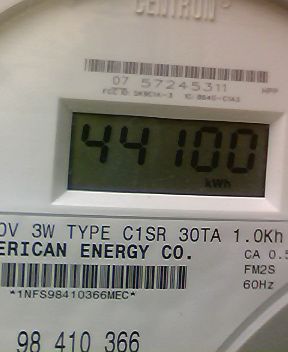 CENTRON®
07 57245311
44100
kWh
0V 3W TYPE C1SR 30TA 1.0Kh
ERICAN ENERGY CO.
CA 0.5
FM2S
60Hz
*1NFS98410366MEC*
98 410 366